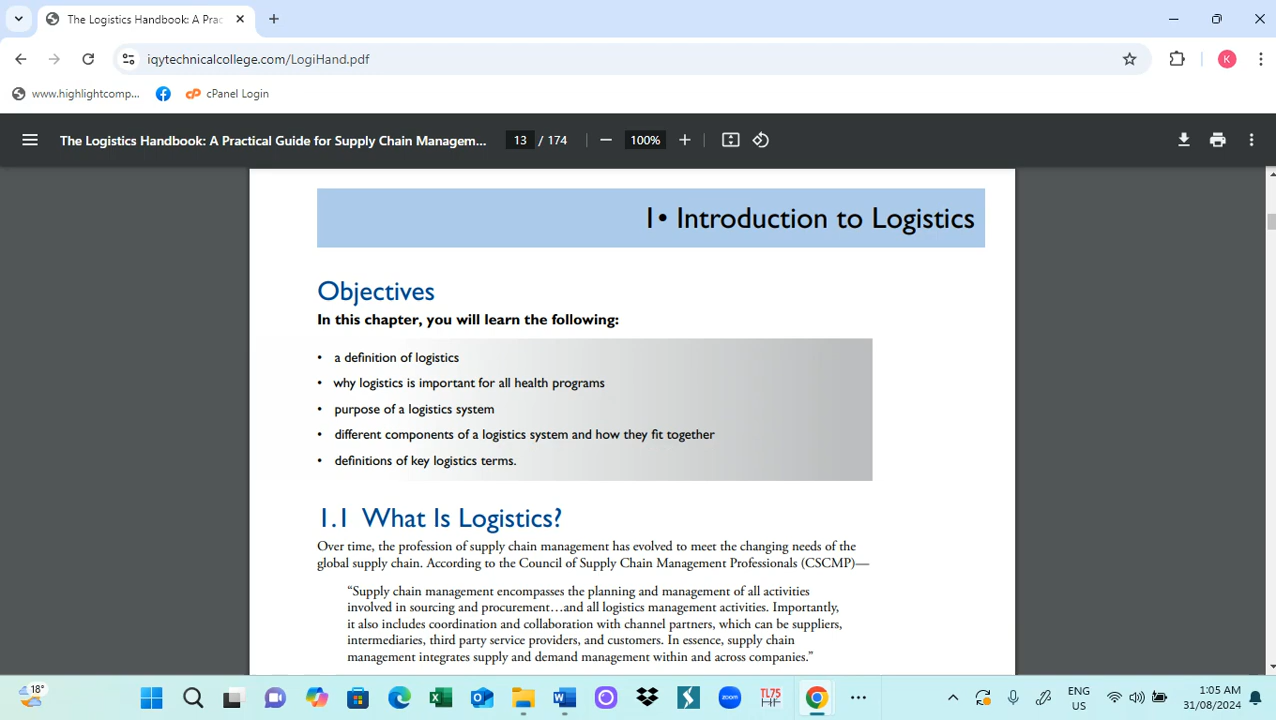 The Logistics Handbook: A Prac
iqytechnicalcollege.com/LogiHand.pdf
K
www.highlightcomp...
cPanel Login
The Logistics Handbook: A Practical Guide for Supply Chain Managem...
13 / 174
100%
1• Introduction to Logistics
Objectives
In this chapter, you will learn the following:
• a definition of logistics
• why logistics is important for all health programs
• purpose of a logistics system
• different components of a logistics system and how they fit together
• definitions of key logistics terms.
1.1 What Is Logistics?
Over time, the profession of supply chain management has evolved to meet the changing needs of the
global supply chain. According to the Council of Supply Chain Management Professionals (CSCMP)—
“Supply chain management encompasses the planning and management of all activities
involved in sourcing and procurement…and all logistics management activities. Importantly,
it also includes coordination and collaboration with channel partners, which can be suppliers,
intermediaries, third party service providers, and customers. In essence, supply chain
management integrates supply and demand management within and across companies.”
18°
zoom
TL75
ENG
US
1:05 AM
31/08/2024